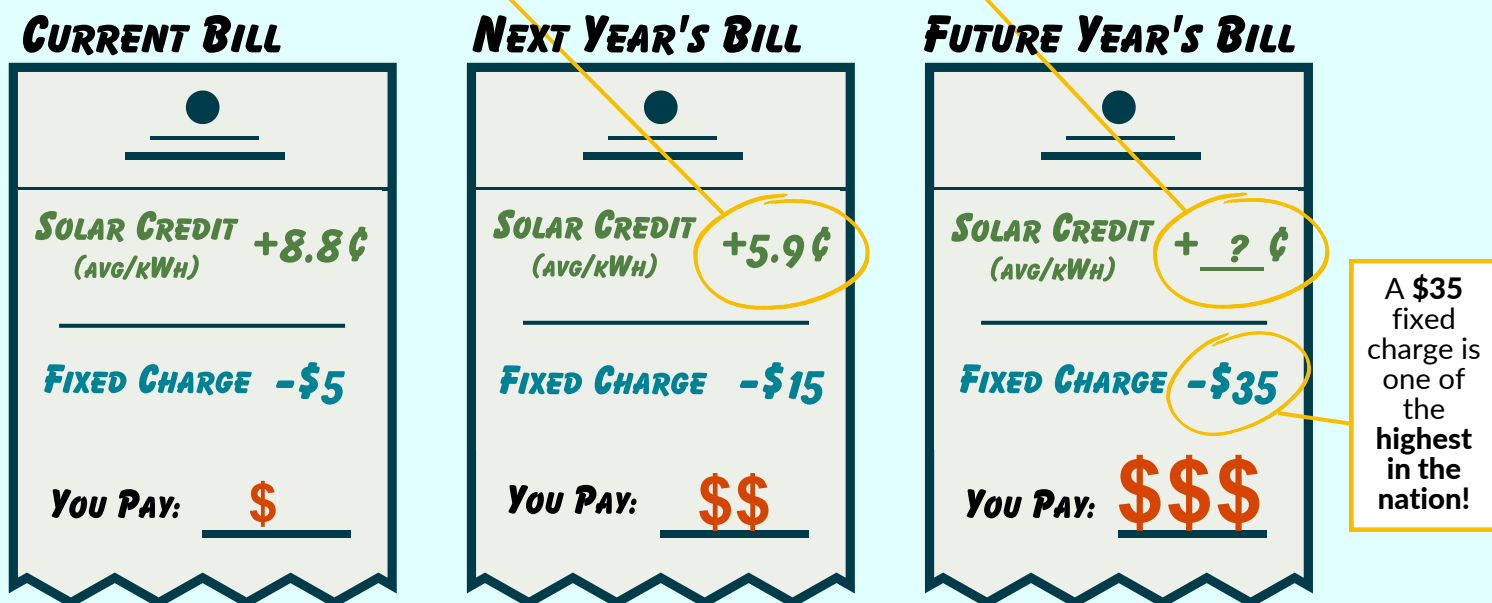 Current Bill
Solar Credit +8.8¢
(avg/kWh)
Fixed Charge -$5
You Pay: $
Next Year's Bill
Solar Credit +5.9¢
(avg/kWh)
Fixed Charge -$15
You Pay: $$
Future Year's Bill
Solar Credit + ? ¢
(avg/kWh)
Fixed Charge -$35
You Pay: $$$
A $35
fixed
charge is
one of
the
highest
in the
nation!